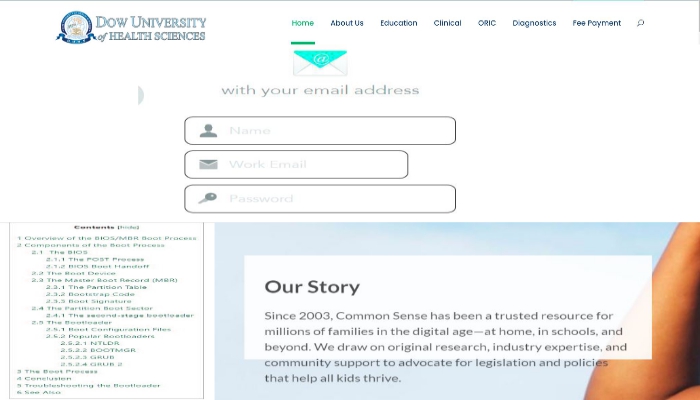 DOW UNIVERSITY
of HEALTH SCIENCES
Home About Us Education Clinical ORIC Diagnostics Fee Payment
@
with your email address
Name
Work Email
Password
Contents [hide]
1 Overview of the BIOS/MBR Boot Process
2 Components of the Boot Process
2.1 The BIOS
2.1.1 The POST Process
2.1.2 BIOS Boot Handoff
2.2 The Boot Device
2.3 The Master Boot Record (MBR)
2.3.1 The Partition Table
2.3.2 Bootstrap Code
2.3.3 Boot Signature
2.4 The Partition Boot Sector
2.4.1 The second-stage bootloader
2.5 The Bootloader
2.5.1 Boot Configuration Files
2.5.2 Popular Bootloaders
2.5.2.1 NTLDR
2.5.2.2 BOOTMGR
2.5.2.3 GRUB
2.5.2.4 GRUB 2
3 The Boot Process
4 Conclusion
5 Troubleshooting the Bootloader
6 See Also
Our Story
Since 2003, Common Sense has been a trusted resource for
millions of families in the digital age—at home, in schools, and
beyond. We draw on original research, industry expertise, and
community support to advocate for legislation and policies
that help all kids thrive.